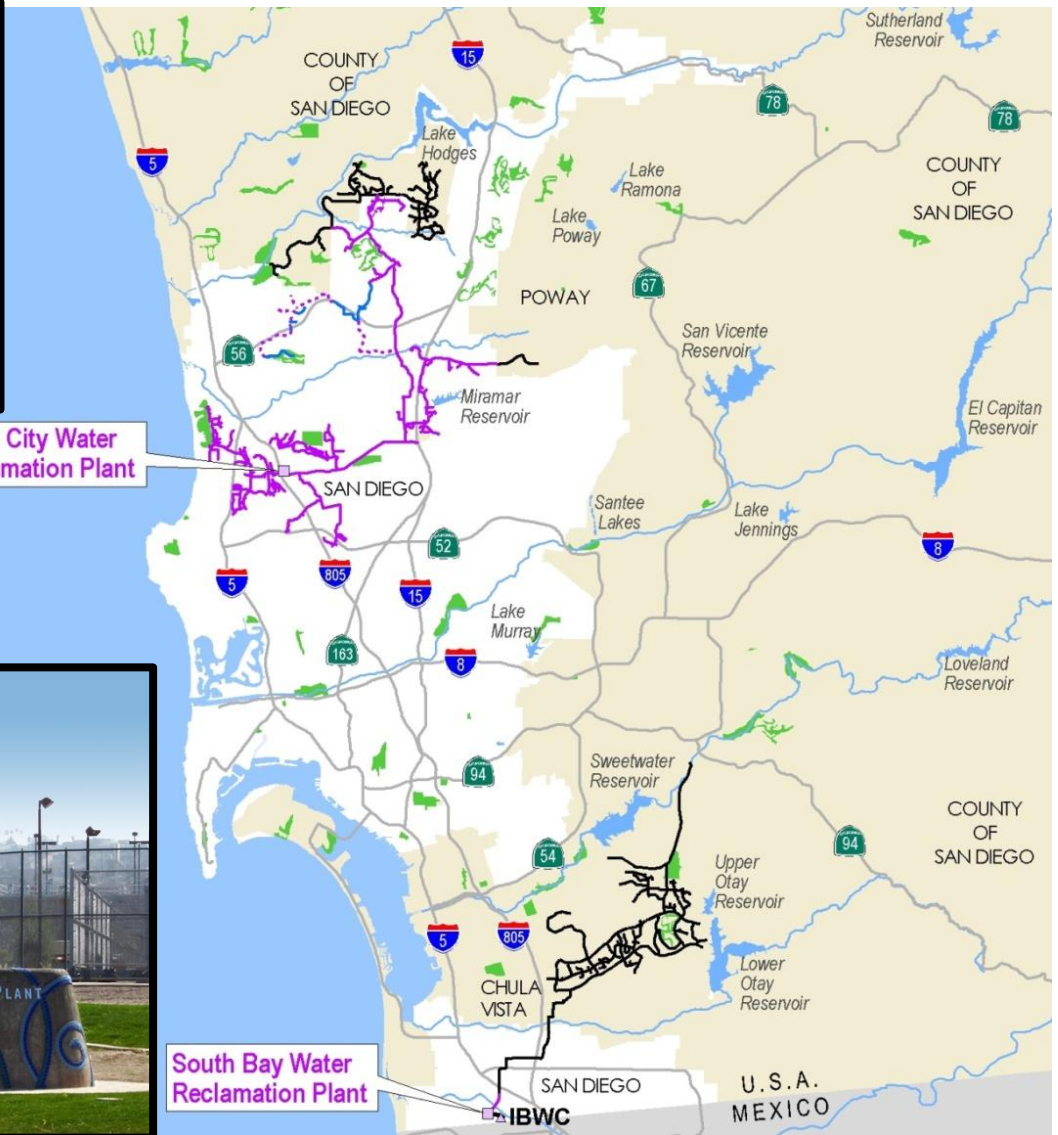 Sutherland
Reservoir
COUNTY
OF
SAN DIEGO
15
78
78
5
Lake
Hodges
COUNTY
OF
SAN DIEGO
Lake
Ramona
Lake
Poway
POWAY
67
San Vicente
Reservoir
56
Miramar
Reservoir
El Capitan
Reservoir
City Water
mation Plant
SAN DIEGO
Santee
Lakes
Lake
Jennings
52
8
5
805
15
Lake
Murray
163
8
Loveland
Reservoir
94
Sweetwater
Reservoir
COUNTY
OF
SAN DIEGO
94
54
Upper
Otay
Reservoir
5
805
Lower
Otay
Reservoir
CHULA
VISTA
PLANT
South Bay Water
Reclamation Plant
SAN DIEGO
U.S.A.
MEXICO
IBWC